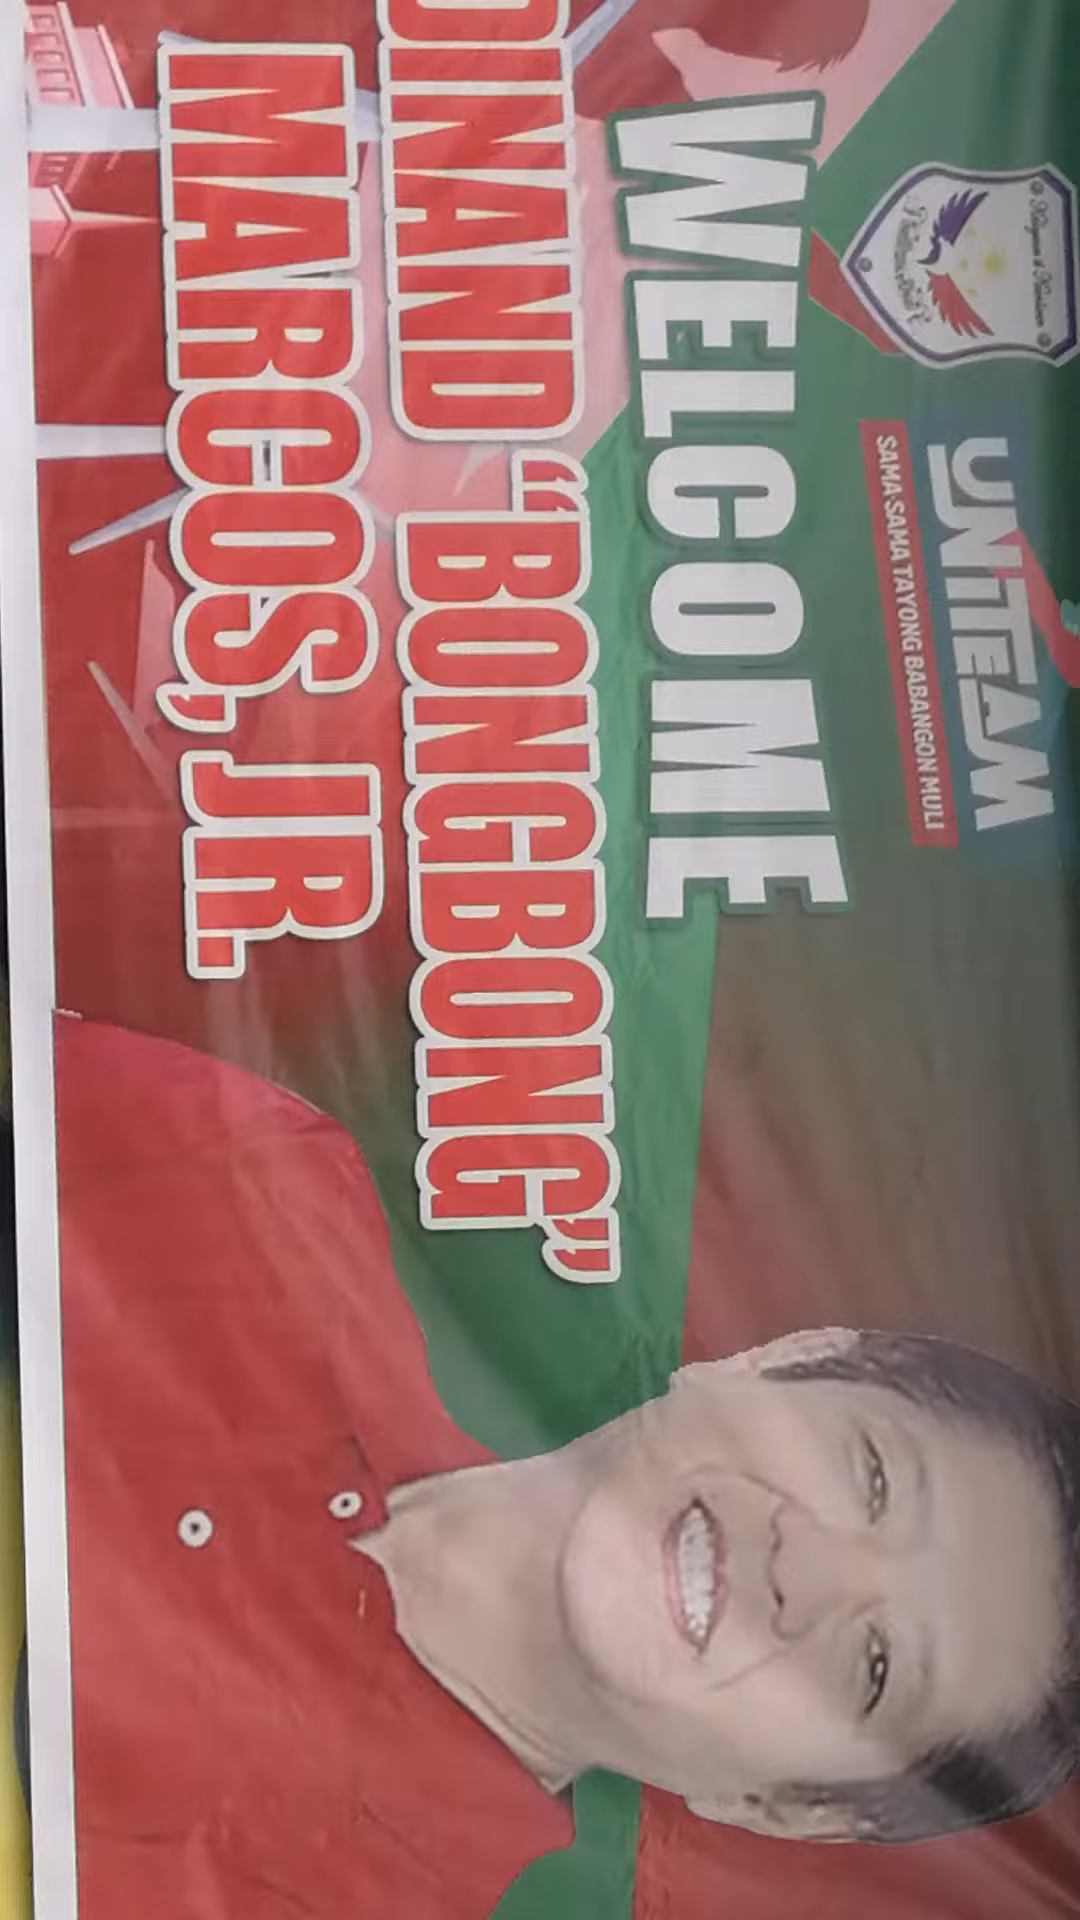 UNITEAM
SAMA-SAMA TAYONG BABANGON MULI
WELCOME
DINAND "BONGBONG"
MARCOS, JR.